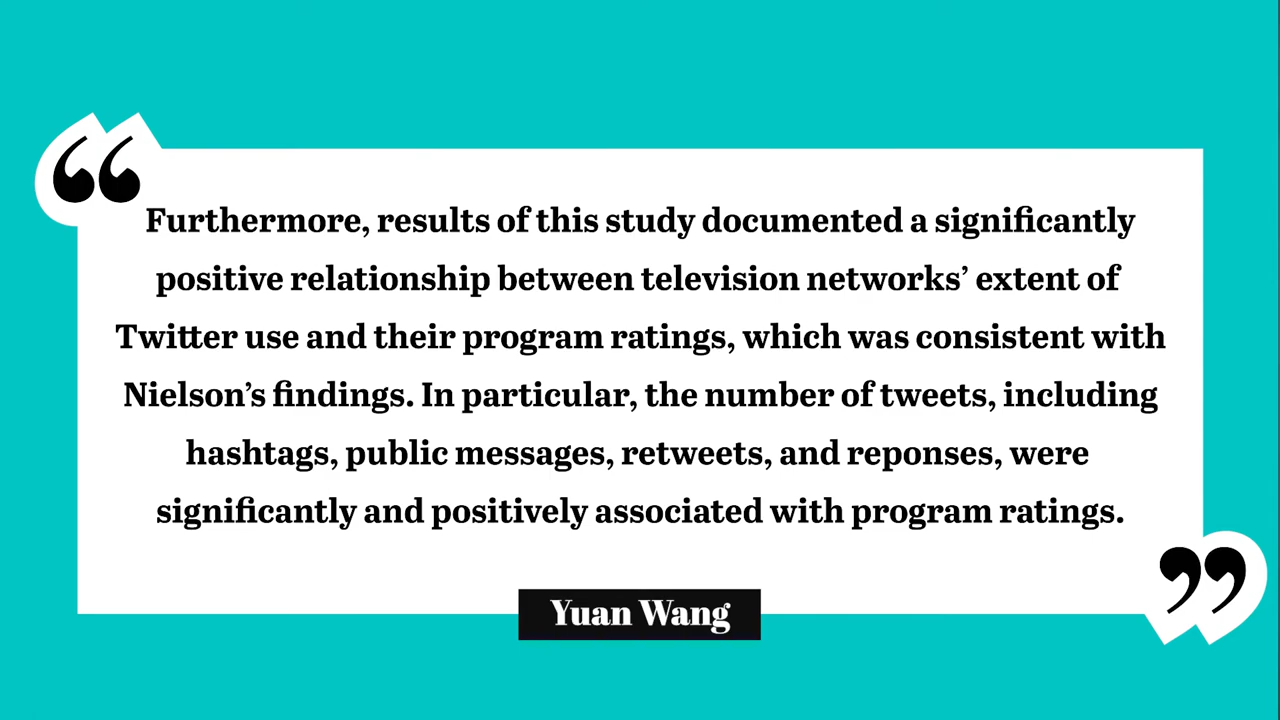 “
Furthermore, results of this study documented a significantly
positive relationship between television networks’ extent of
Twitter use and their program ratings, which was consistent with
Nielson’s findings. In particular, the number of tweets, including
hashtags, public messages, retweets, and reponses, were
significantly and positively associated with program ratings.
”
Yuan Wang